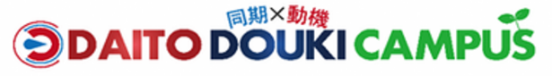 同期×動機
DAITO DOUKI CAMPUS